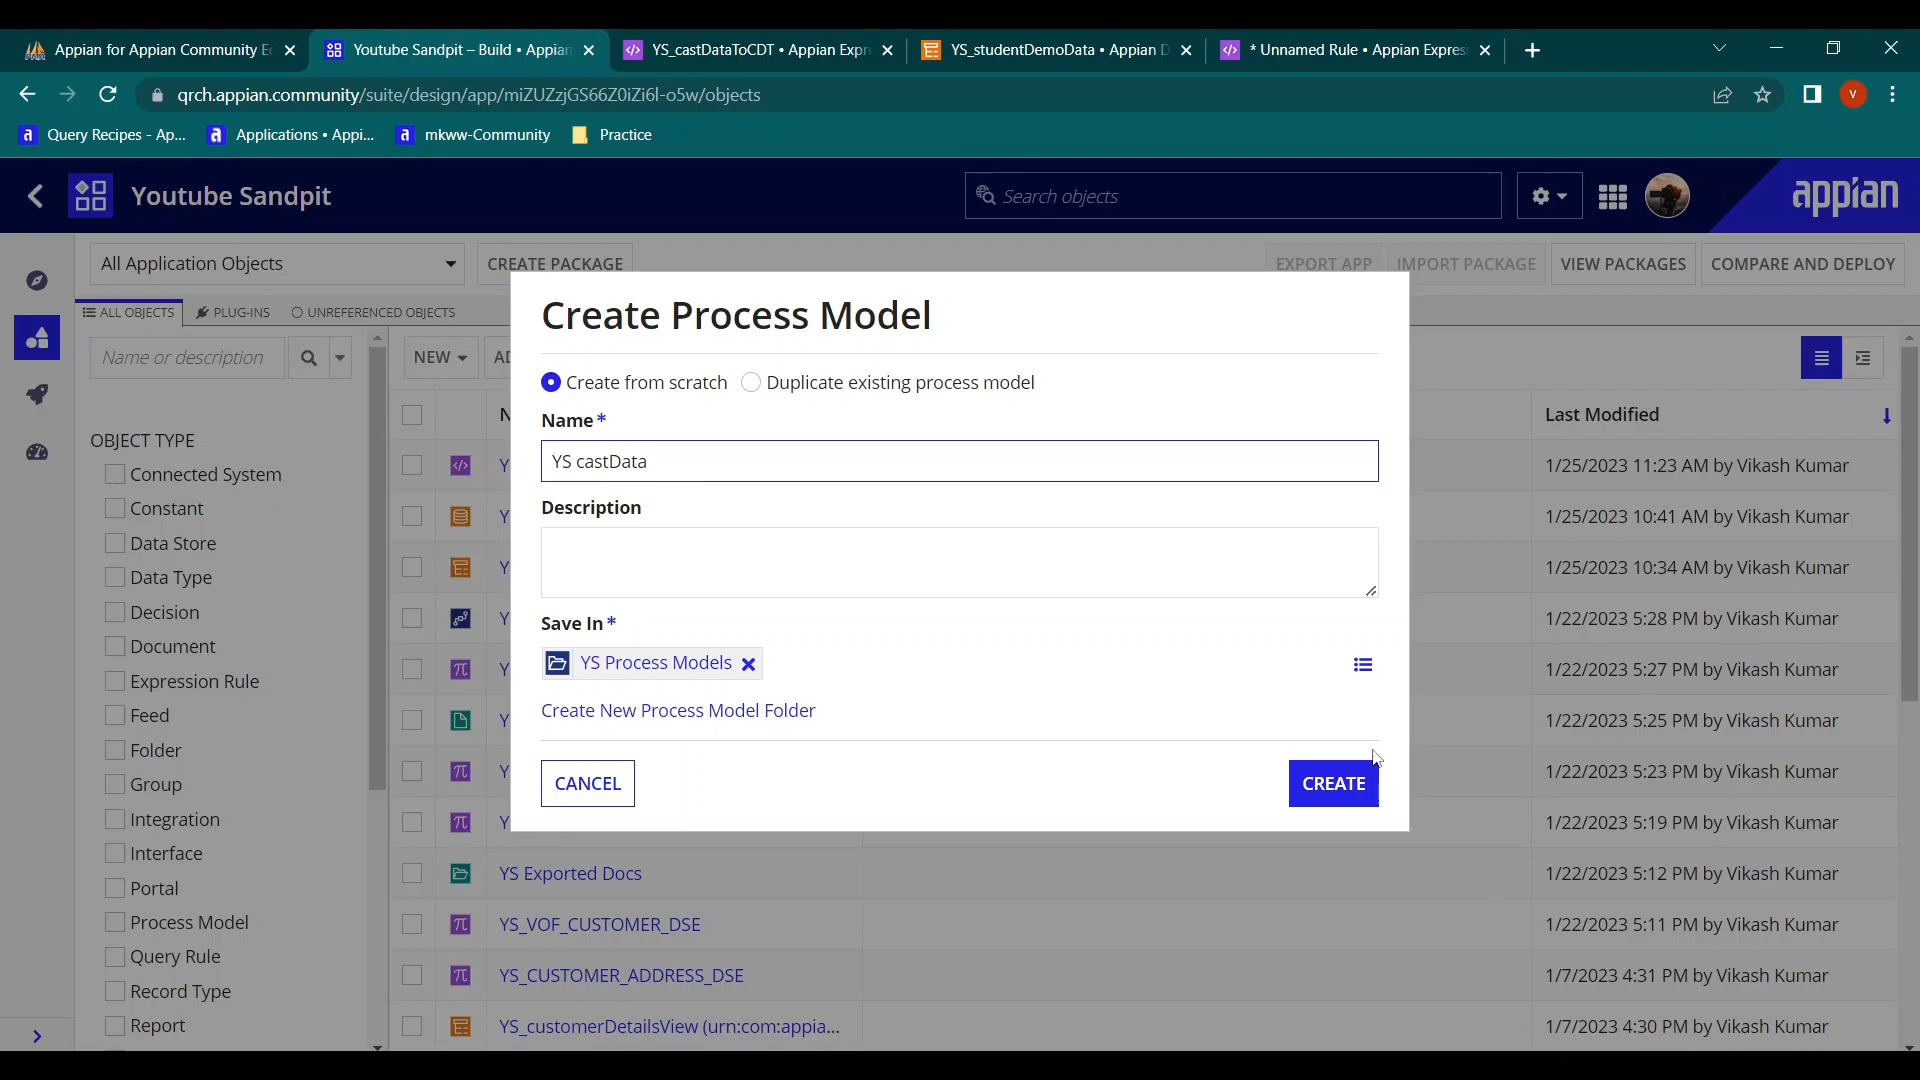 Appian for Appian Community E
Youtube Sandpit – Build • Appian
YS_castDataToCDT • Appian Expre
YS_studentDemoData • Appian D
* Unnamed Rule • Appian Express
qrch.appian.community/suite/design/app/miZUZzjGS66Z0iZi6l-o5w/objects
V
Query Recipes - Ap...
Applications • Appi...
mkww-Community
Practice
Youtube Sandpit
Search objects
appian
All Application Objects
CREATE PACKAGE
EXPORT APP
IMPORT PACKAGE
VIEW PACKAGES
COMPARE AND DEPLOY
ALL OBJECTS
PLUG-INS
UNREFERENCED OBJECTS
Name or description
NEW
AD
N
Last Modified
OBJECT TYPE
Connected System
Constant
Data Store
Data Type
Decision
Document
Expression Rule
Feed
Folder
Group
Integration
Interface
Portal
Process Model
Query Rule
Record Type
Report
Create Process Model
Create from scratch
Duplicate existing process model
Name *
YS castData
Description
Save In *
YS Process Models
Create New Process Model Folder
CANCEL
CREATE
Y
1/25/2023 11:23 AM by Vikash Kumar
Y
1/25/2023 10:41 AM by Vikash Kumar
Y
1/25/2023 10:34 AM by Vikash Kumar
Y
1/22/2023 5:28 PM by Vikash Kumar
Y
1/22/2023 5:27 PM by Vikash Kumar
Y
1/22/2023 5:25 PM by Vikash Kumar
Y
1/22/2023 5:23 PM by Vikash Kumar
Y
1/22/2023 5:19 PM by Vikash Kumar
YS Exported Docs
1/22/2023 5:12 PM by Vikash Kumar
YS_VOF_CUSTOMER_DSE
1/22/2023 5:11 PM by Vikash Kumar
YS_CUSTOMER_ADDRESS_DSE
1/7/2023 4:31 PM by Vikash Kumar
YS_customerDetailsView (urn:com:appia...
1/7/2023 4:30 PM by Vikash Kumar